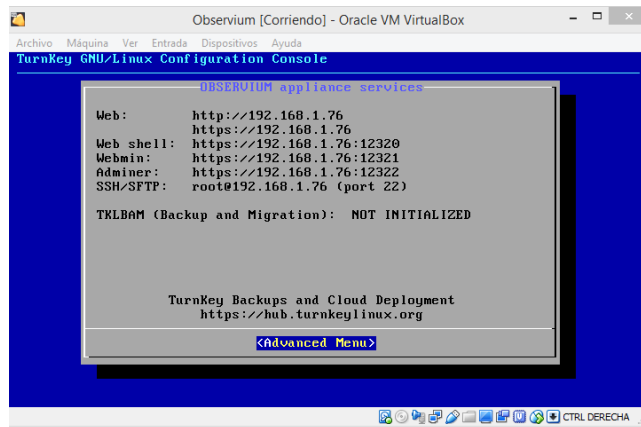 Observium [Corriendo] - Oracle VM VirtualBox
Archivo Máquina Ver Entrada Dispositivos Ayuda
TurnKey GNU/Linux Configuration Console
OBSERVIUM appliance services
Web: http://192.168.1.76
https://192.168.1.76
Web shell: https://192.168.1.76:12320
Webmin: https://192.168.1.76:12321
Adminer: https://192.168.1.76:12322
SSH/SFTP: root@192.168.1.76 (port 22)
TKLBAM (Backup and Migration): NOT INITIALIZED
TurnKey Backups and Cloud Deployment
https://hub.turnkeylinux.org
<Advanced Menu>
CTRL DERECHA